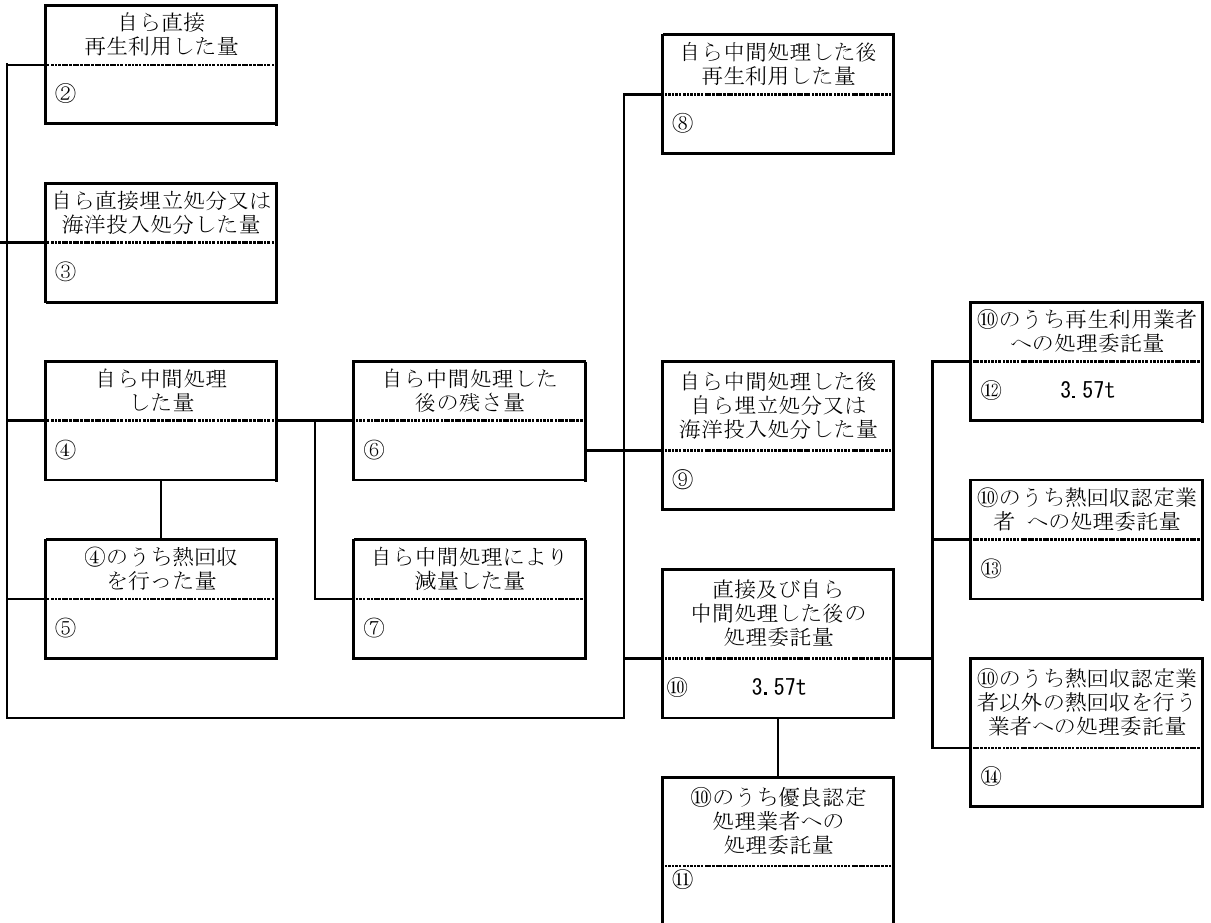 自ら直接
再生利用した量
②
自ら直接埋立処分又は
海洋投入処分した量
③
自ら中間処理
した量
④
④のうち熱回収
を行った量
⑤
自ら中間処理した
後の残さ量
⑥
自ら中間処理により
減量した量
⑦
自ら中間処理した後
再生利用した量
⑧
自ら中間処理した後
自ら埋立処分又は
海洋投入処分した量
⑨
直接及び自ら
中間処理した後の
処理委託量
⑩ 3.57t
⑩のうち優良認定
処理業者への
処理委託量
⑪
⑩のうち再生利用業者
への処理委託量
⑫ 3.57t
⑩のうち熱回収認定業
者 への処理委託量
⑬
⑩のうち熱回収認定業
者以外の熱回収を行う
業者への処理委託量
⑭